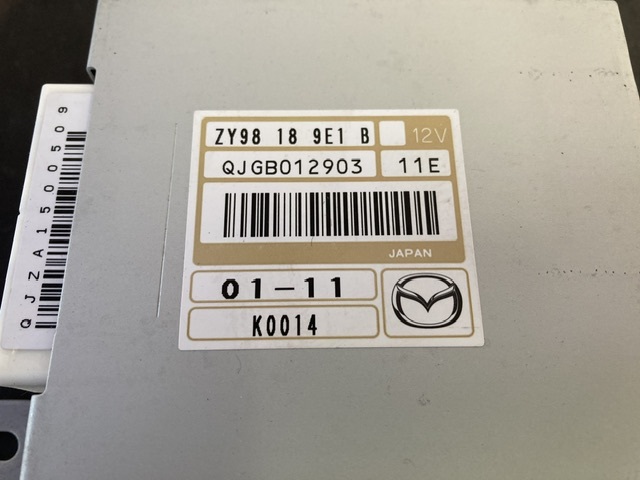 ZY98 18 9E1 B 12V
QJGB012903 11E
JAPAN
01-11
K0014
QJZA1500509